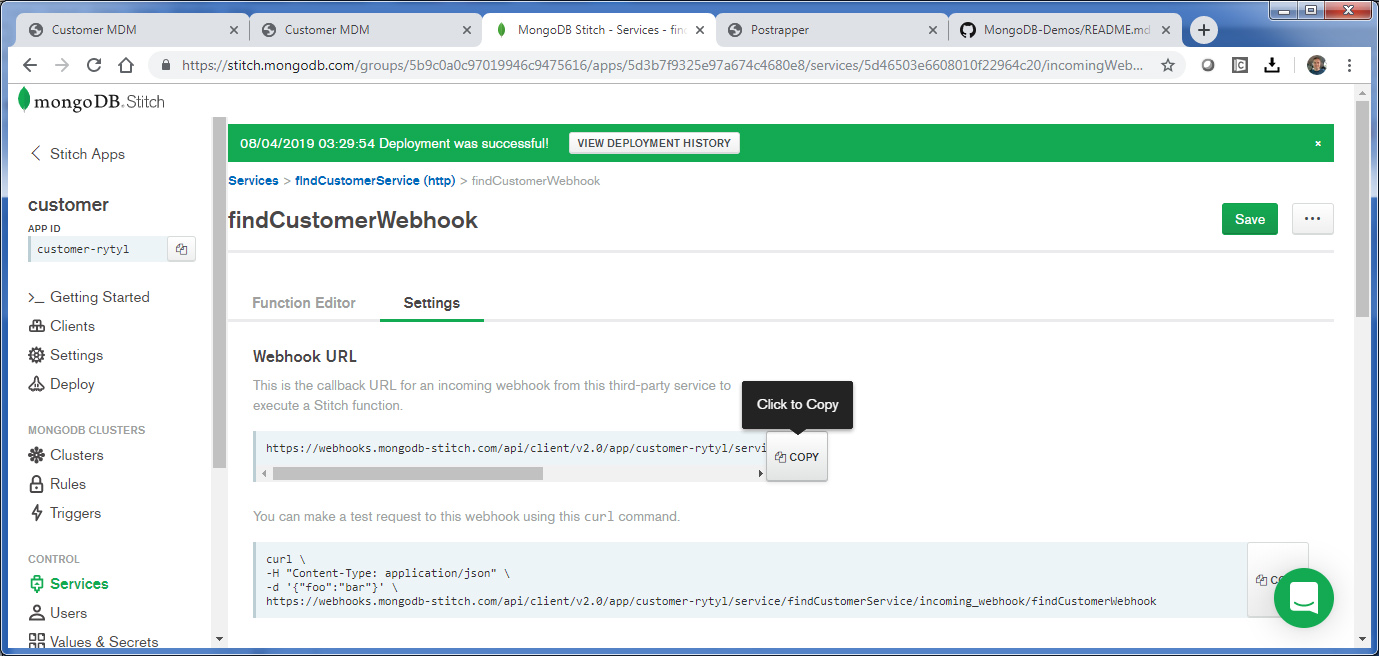 Customer MDM
Customer MDM
MongoDB Stitch - Services - fin
Postrapper
MongoDB-Demos/README.md
https://stitch.mongodb.com/groups/5b9c0a0c97019946c9475616/apps/5d3b7f9325e97a674c4680e8/services/5d46503e6608010f22964c20/incomingWeb...
mongoDB. Stitch
Stitch Apps
customer
APP ID
customer-rytyl
Getting Started
Clients
Settings
Deploy
MONGODB CLUSTERS
Clusters
Rules
Triggers
CONTROL
Services
Users
Values & Secrets
08/04/2019 03:29:54 Deployment was successful!
VIEW DEPLOYMENT HISTORY
Services > findCustomerService (http) > findCustomerWebhook
findCustomerWebhook
Save
Function Editor
Settings
Webhook URL
This is the callback URL for an incoming webhook from this third-party service to
execute a Stitch function.
Click to Copy
https://webhooks.mongodb-stitch.com/api/client/v2.0/app/customer-rytyl/servi
COPY
You can make a test request to this webhook using this curl command.
curl \
-H "Content-Type: application/json" \
-d '{"foo":"bar"}' \
https://webhooks.mongodb-stitch.com/api/client/v2.0/app/customer-rytyl/service/findCustomerService/incoming_webhook/findCustomerWebhook